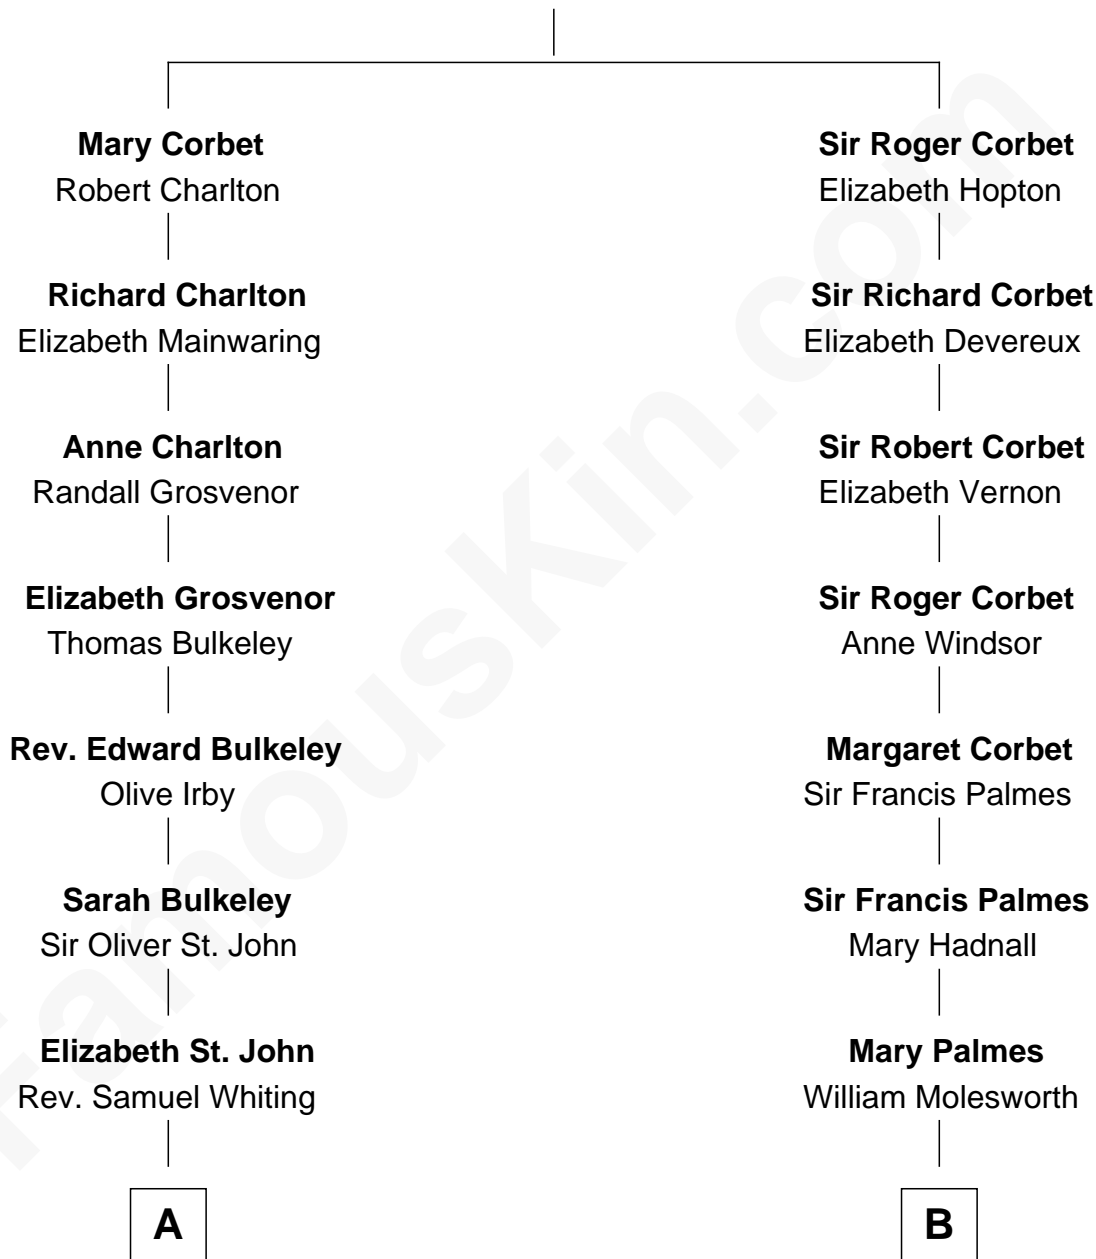 Mary Corbet
Robert Charlton
Richard Charlton
Elizabeth Mainwaring
Anne Charlton
Randall Grosvenor
Elizabeth Grosvenor
Thomas Bulkeley
Rev. Edward Bulkeley
Olive Irby
Sarah Bulkeley
Sir Oliver St. John
Elizabeth St. John
Rev. Samuel Whiting
A
Sir Roger Corbet
Elizabeth Hopton
Sir Richard Corbet
Elizabeth Devereux
Sir Robert Corbet
Elizabeth Vernon
Sir Roger Corbet
Anne Windsor
Margaret Corbet
Sir Francis Palmes
Sir Francis Palmes
Mary Hadnall
Mary Palmes
William Molesworth
B
FamousKin.com